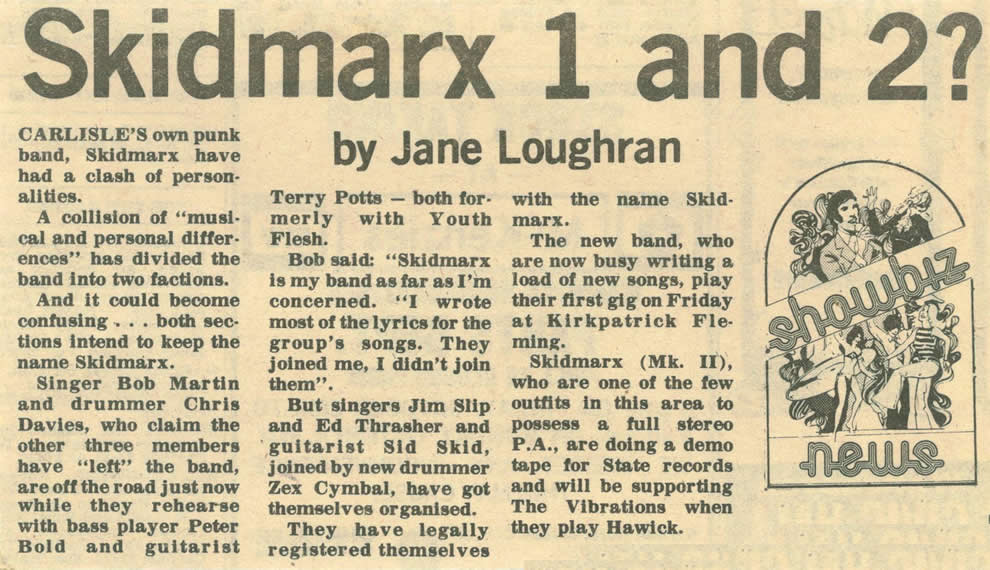 Skidmarx 1 and 2?
by Jane Loughran
CARLISLE'S own punk
band, Skidmarx have
had a clash of person-
alities.
A collision of "musi-
cal and personal differ-
ences" has divided the
band into two factions.
And it could become
confusing . . . both sec-
tions intend to keep the
name Skidmarx.
Singer Bob Martin
and drummer Chris
Davies, who claim the
other three members
have "left" the band,
are off the road just now
while they rehearse
with bass player Peter
Bold and guitarist
Terry Potts — both for-
merly with Youth
Flesh.
Bob said: "Skidmarx
is my band as far as I'm
concerned. "I wrote
most of the lyrics for the
group's songs. They
joined me, I didn't join
them".
But singers Jim Slip
and Ed Thrasher and
guitarist Sid Skid,
joined by new drummer
Zex Cymbal, have got
themselves organised.
They have legally
registered themselves
with the name Skid-
marx.
The new band, who
are now busy writing a
load of new songs, play
their first gig on Friday
at Kirkpatrick Fle-
ming.
Skidmarx (Mk. II),
who are one of the few
outfits in this area to
possess a full stereo
P.A., are doing a demo
tape for State records
and will be supporting
The Vibrations when
they play Hawick.
showbiz
news